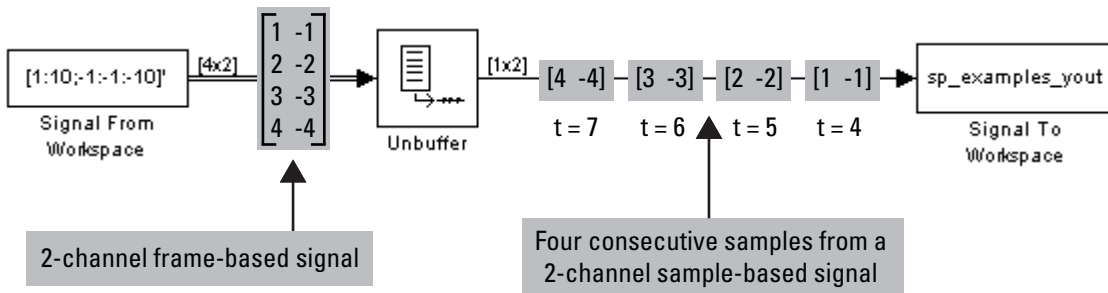 [1:10;-1:-1:-10]'
Signal From
Workspace
[4x2]
1 -1
2 -2
3 -3
4 -4
Unbuffer
[1x2]
[4 -4] [3 -3] [2 -2] [1 -1]
t = 7 t = 6 t = 5 t = 4
sp_examples_yout
Signal To
Workspace
2-channel frame-based signal
Four consecutive samples from a
2-channel sample-based signal